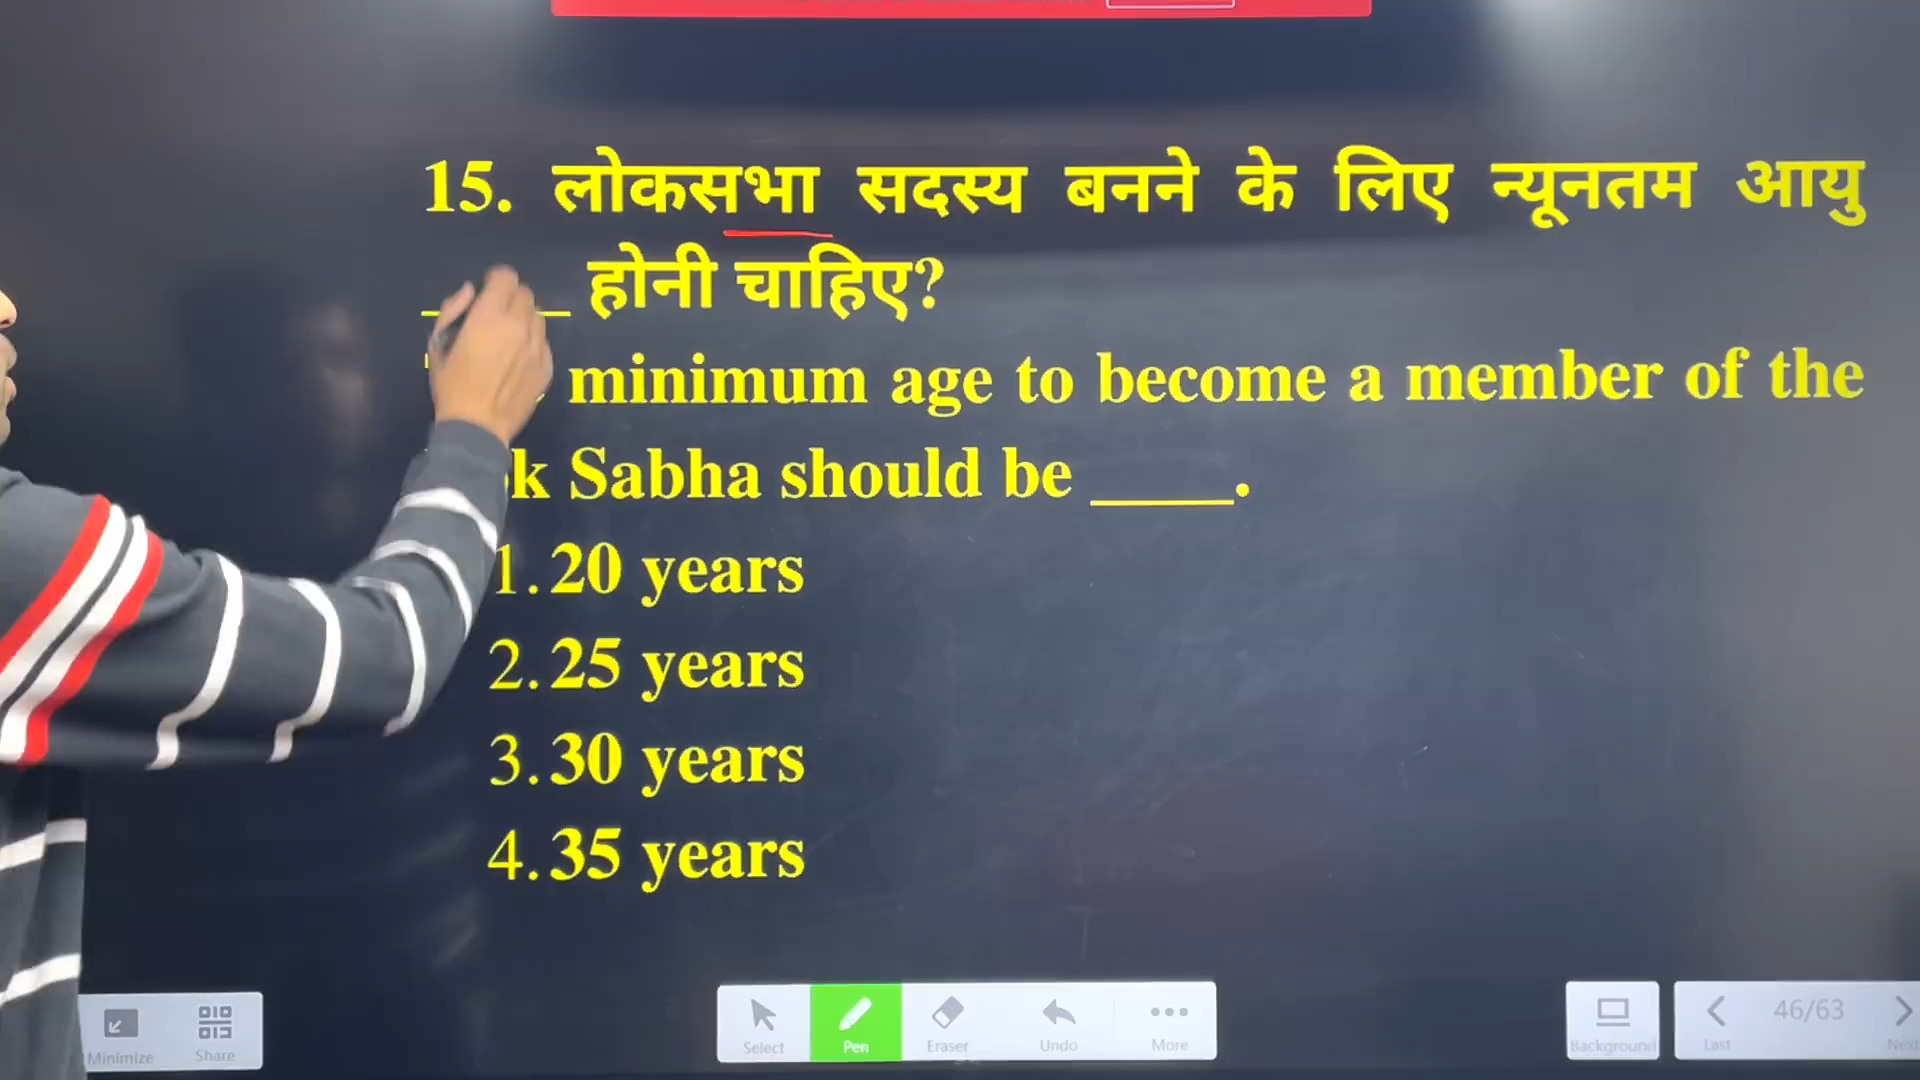 15. लोकसभा सदस्य बनने के लिए न्यूनतम आयु
होनी चाहिए?
minimum age to become a member of the
Sabha should be ____.
1. 20 years
2. 25 years
3. 30 years
4. 35 years
Minimize
Share
Select
Pen
Eraser
Undo
More
Background
Last
46/63
Next